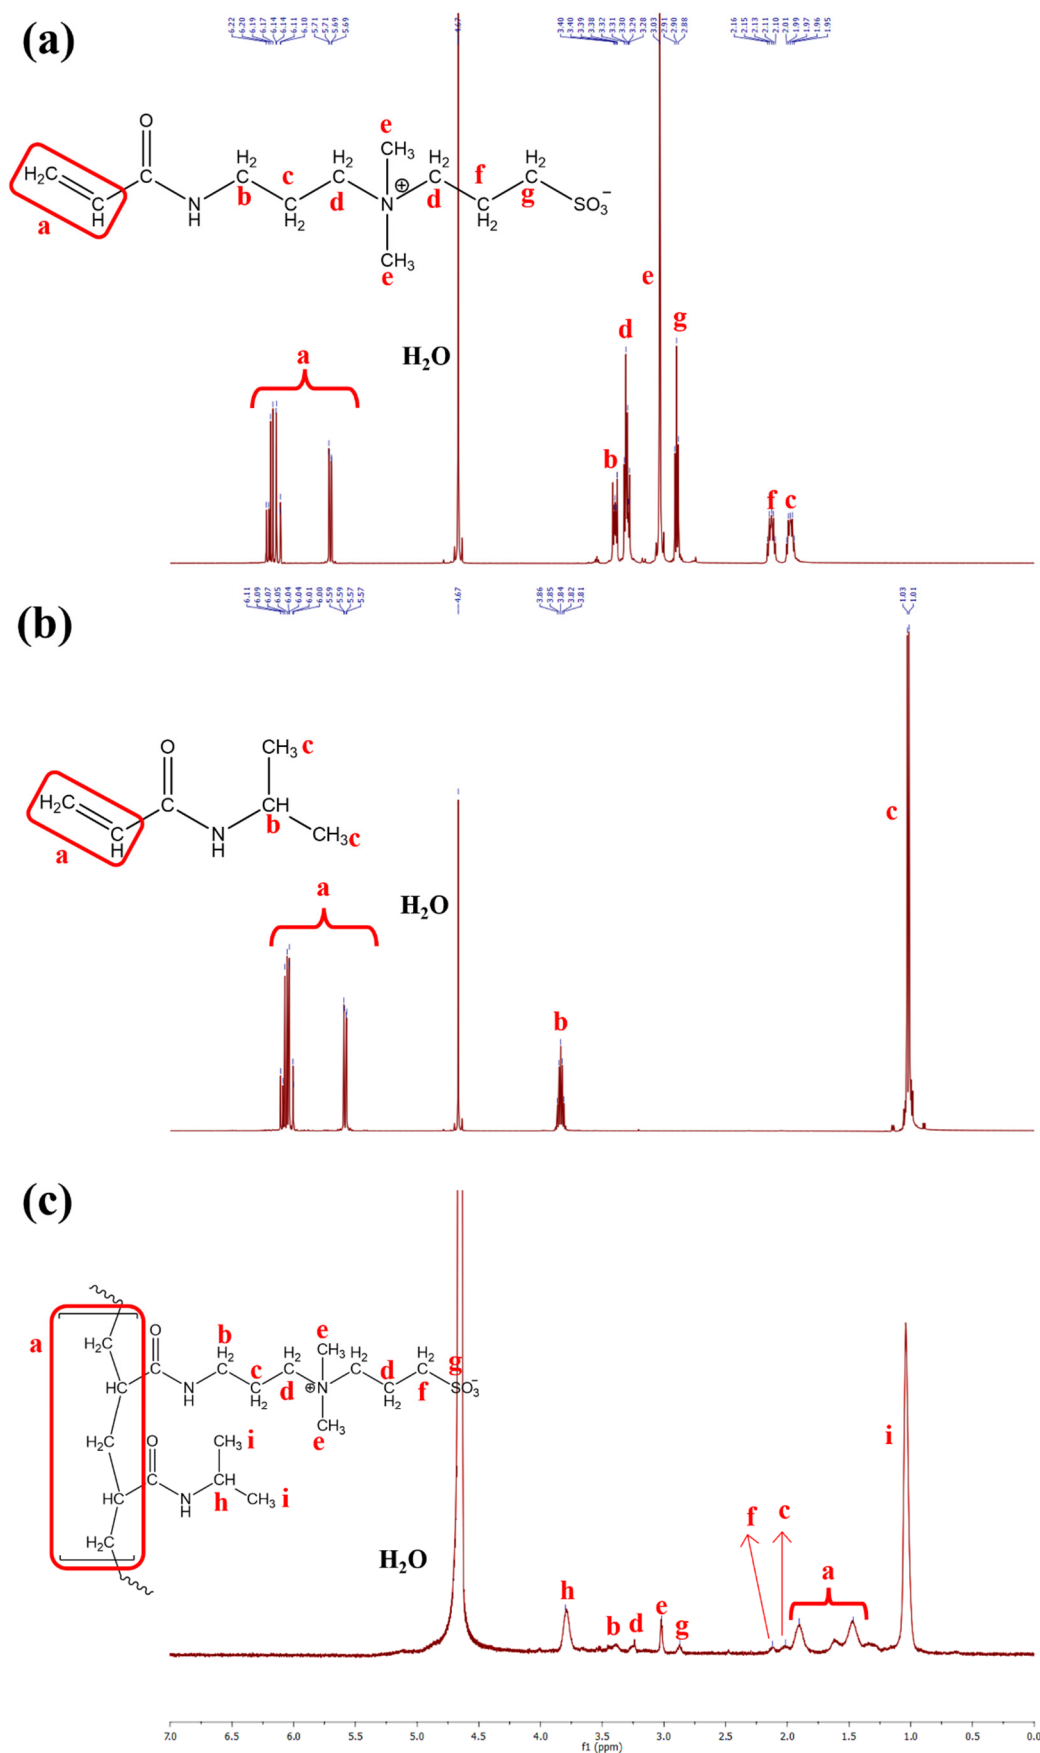 (a)
6.22 6.20 6.19 6.17 6.14 6.14 6.11 6.10 5.71 5.71 5.69 5.69 4.67 3.40 3.40 3.39 3.38 3.32 3.31 3.30 3.29 3.28 3.03 2.91 2.90 2.88 2.16 2.15 2.13 2.11 2.10 2.01 1.99 1.97 1.96 1.95
O e
H2C H2 c H2 CH3 H2 f H2
a C H N H b C H2 d N ⊕ d C H2 g SO3 −
CH3
e
e
g
d
H2O
a
b
f c
(b)
6.11 6.09 6.07 6.05 6.04 6.04 6.01 6.00 5.59 5.59 5.57 5.57 4.67 3.86 3.85 3.84 3.82 3.81 1.03 1.01
O CH3 c
H2C CH b
a C H N H CH3 c
c
a
H2O
b
(c)
a
H2C O b H2 c H2 e CH3 H2 d H2 g
HC C N H C H2 d N ⊕ C H2 f SO3 −
CH3
e
H2C O CH3 i
HC C N H CH h CH3 i
H2C
i
f c
H2O
h a
b d e g
7.0 6.5 6.0 5.5 5.0 4.5 4.0 3.5 3.0 2.5 2.0 1.5 1.0 0.5 0.0
f1 (ppm)